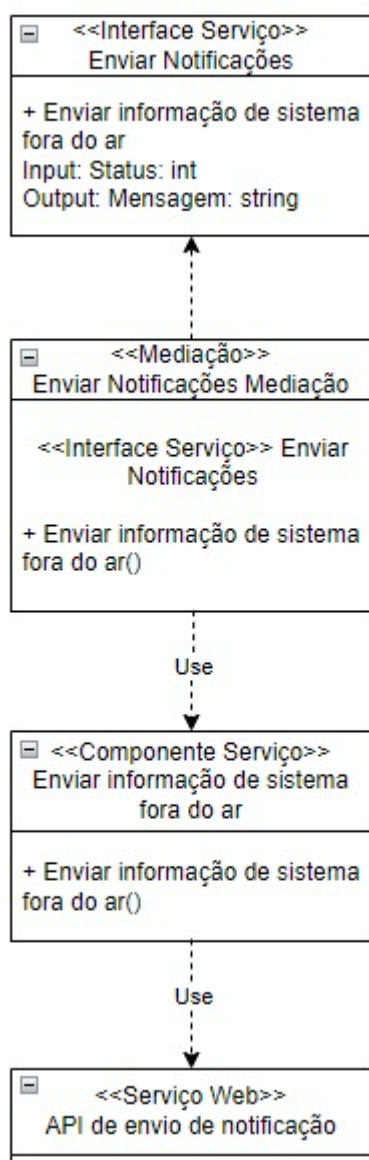 <<Interface Serviço>>
Enviar Notificações
+ Enviar informação de sistema
fora do ar
Input: Status: int
Output: Mensagem: string
<<Mediação>>
Enviar Notificações Mediação
<<Interface Serviço>> Enviar
Notificações
+ Enviar informação de sistema
fora do ar()
Use
<<Componente Serviço>>
Enviar informação de sistema
fora do ar
+ Enviar informação de sistema
fora do ar()
Use
<<Serviço Web>>
API de envio de notificação